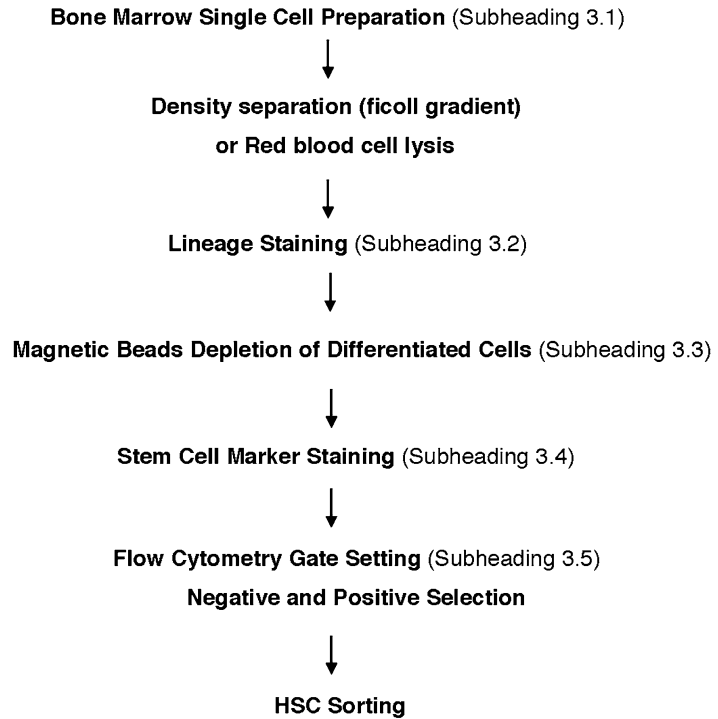 Bone Marrow Single Cell Preparation (Subheading 3.1)
Density separation (ficoll gradient)
or Red blood cell lysis
Lineage Staining (Subheading 3.2)
Magnetic Beads Depletion of Differentiated Cells (Subheading 3.3)
Stem Cell Marker Staining (Subheading 3.4)
Flow Cytometry Gate Setting (Subheading 3.5)
Negative and Positive Selection
HSC Sorting